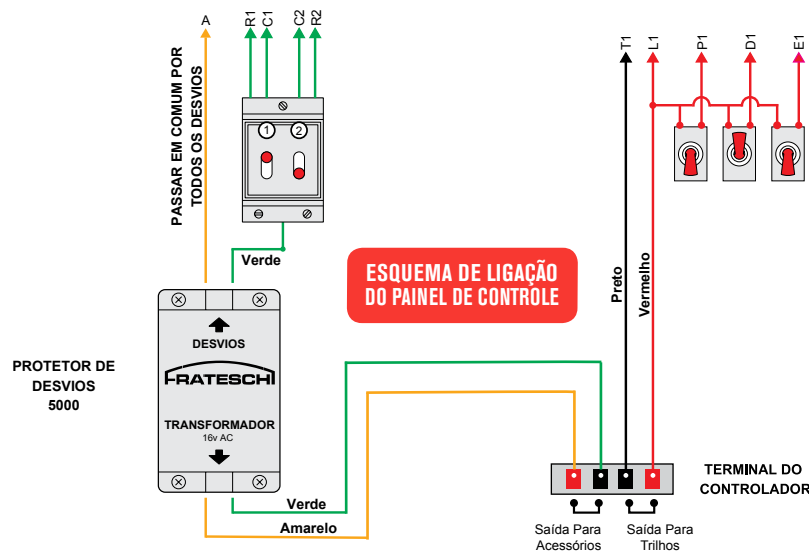 A
R1
C1
C2
R2
T1
L1
P1
D1
E1
PASSAR EM COMUM POR
TODOS OS DESVIOS
1
2
Verde
ESQUEMA DE LIGAÇÃO
DO PAINEL DE CONTROLE
Preto
Vermelho
PROTETOR DE
DESVIOS
5000
DESVIOS
FRATESCHI
TRANSFORMADOR
16v AC
Verde
Amarelo
TERMINAL DO
CONTROLADOR
Saída Para
Acessórios
Saída Para
Trilhos